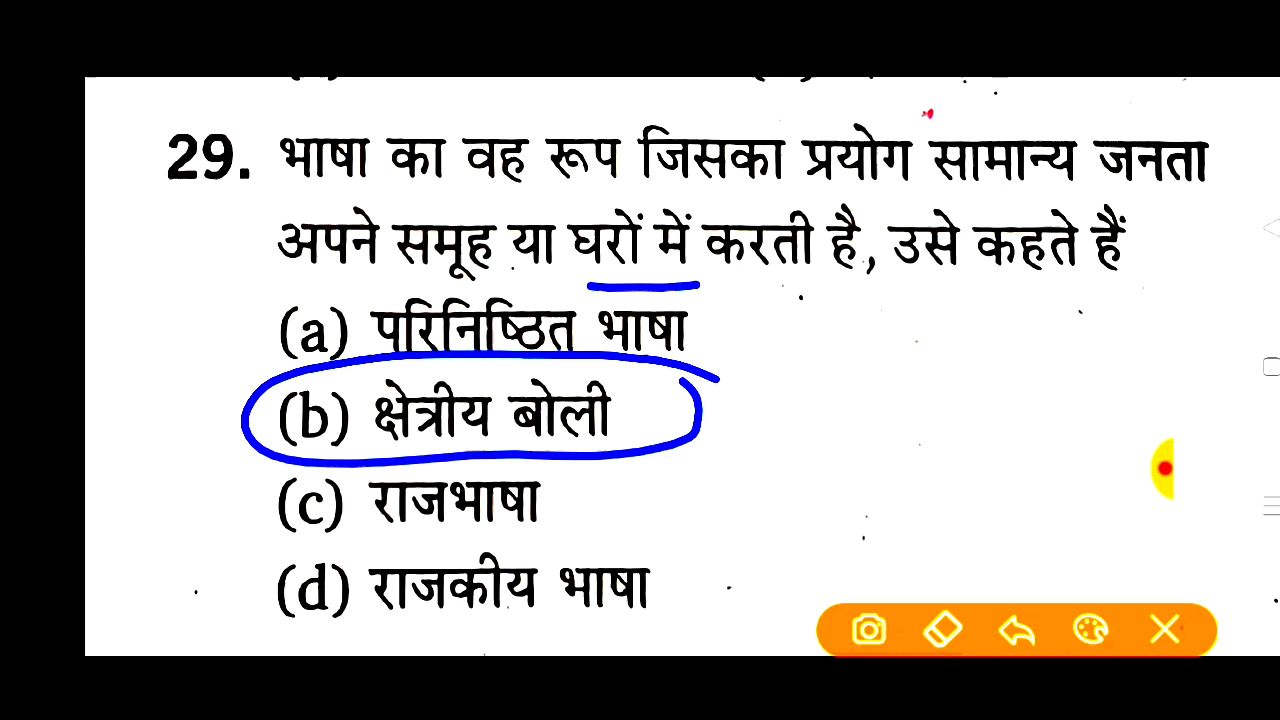 29. भाषा का वह रूप जिसका प्रयोग सामान्य जनता
अपने समूह या घरों में करती है, उसे कहते हैं
(a) परिनिष्ठित भाषा
(b) क्षेत्रीय बोली
(c) राजभाषा
(d) राजकीय भाषा